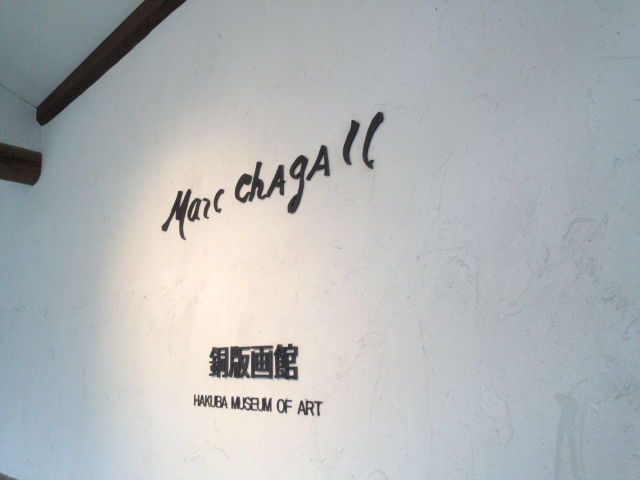 Marc ChAgAll
銅版画館
HAKUBA MUSEUM OF ART